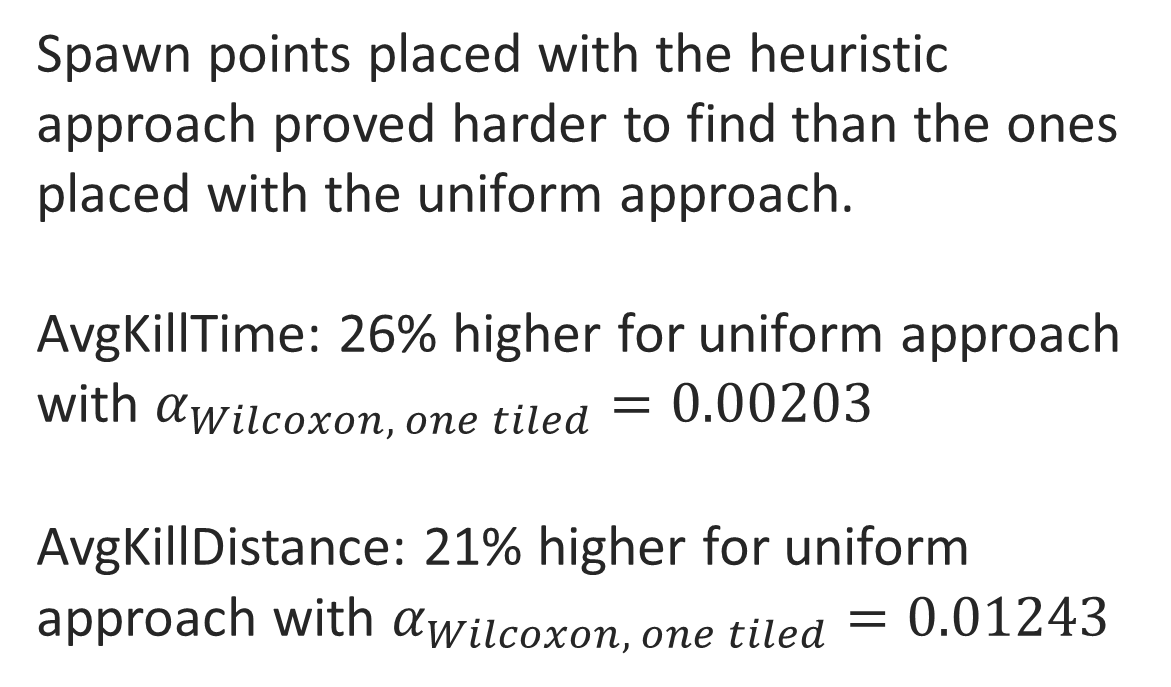 Spawn points placed with the heuristic
approach proved harder to find than the ones
placed with the uniform approach.
AvgKillTime: 26% higher for uniform approach
with α_Wilcoxon, one tiled = 0.00203
AvgKillDistance: 21% higher for uniform
approach with α_Wilcoxon, one tiled = 0.01243